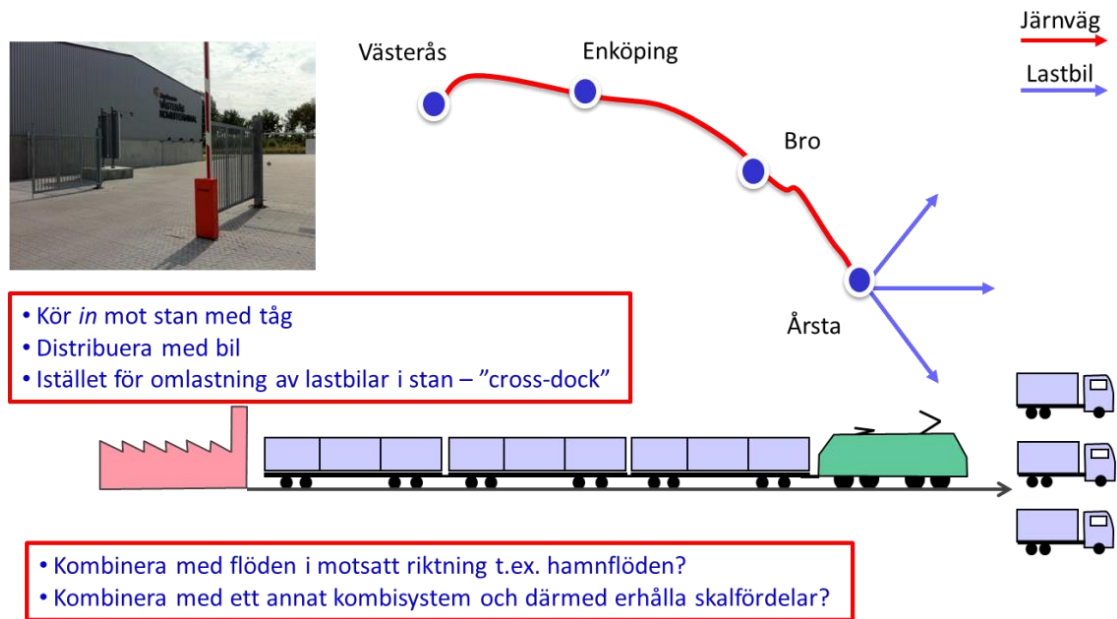 Järnväg
Lastbil
Västerås
Enköping
Bro
Årsta
VÄSTERÅS
KOMBITERMINAL
• Kör in mot stan med tåg
• Distribuera med bil
• Istället för omlastning av lastbilar i stan – ”cross-dock”
• Kombinera med flöden i motsatt riktning t.ex. hamnflöden?
• Kombinera med ett annat kombisystem och därmed erhålla skalfördelar?